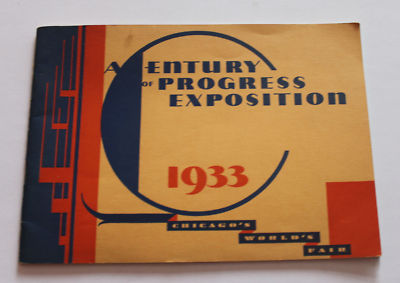 A CENTURY
OF PROGRESS
EXPOSITION
1933
CHICAGO'S
WORLD'S
FAIR